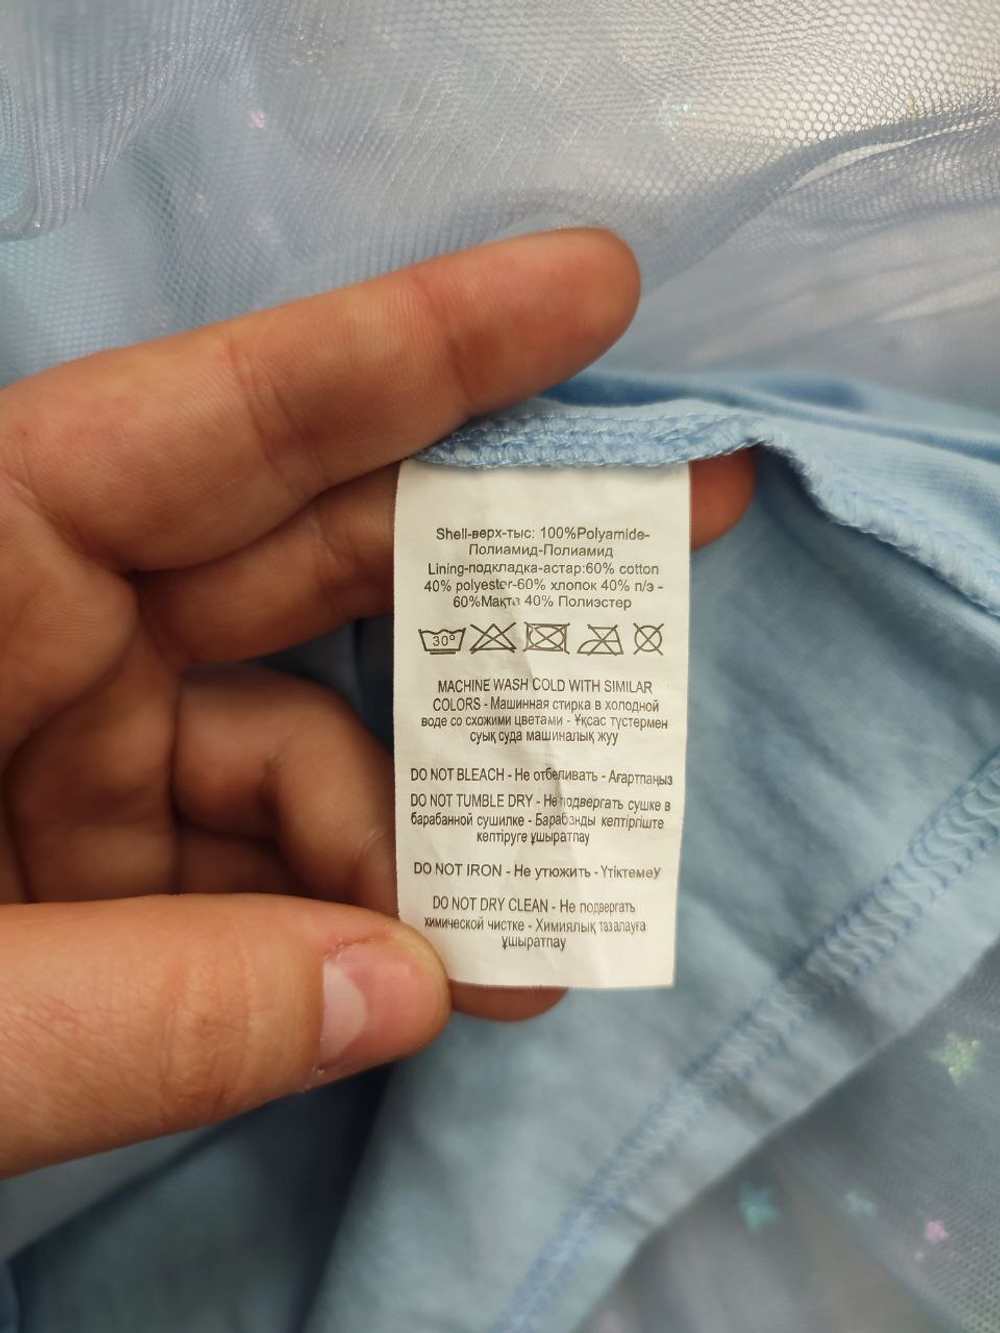 Shell-верх-тыс: 100%Polyamide-
Полиамид-Полиамид
Lining-подкладка-астар:60% cotton
40% polyester-60% хлопок 40% п/э -
60%Мақта 40% Полиэстер
30°
MACHINE WASH COLD WITH SIMILAR
COLORS - Машинная стирка в холодной
воде со схожими цветами - Ұқсас түстермен
суық суда машиналық жуу
DO NOT BLEACH - Не отбеливать - Ағартпаңыз
DO NOT TUMBLE DRY - Не подвергать сушке в
барабанной сушилке - Барабанды кептіргіште
кептіруге ұшыратпау
DO NOT IRON - Не утюжить - Үтіктемеу
DO NOT DRY CLEAN - Не подвергать
химической чистке - Химиялық тазалауға
ұшыратпау